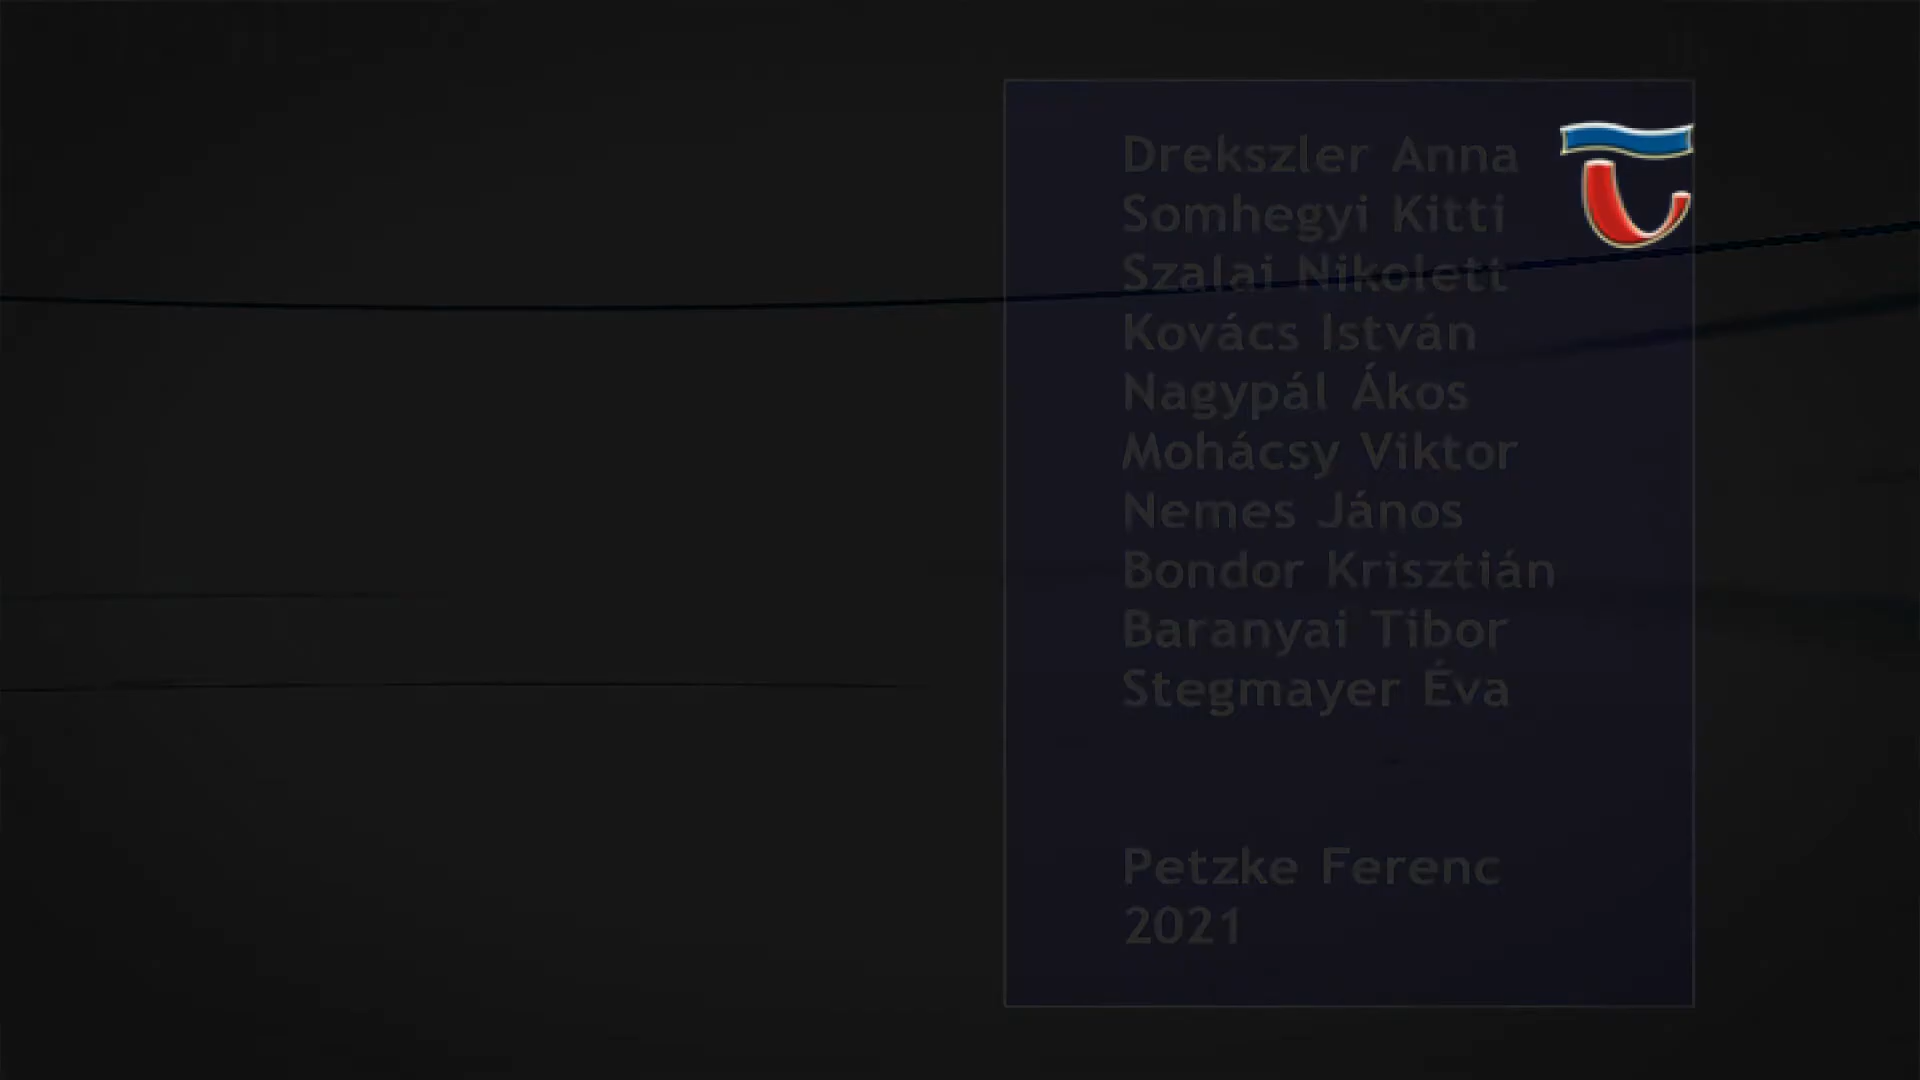 Drekszler Anna
Somhegyi Kitti
Szalai Nikolett
Kovács István
Nagypál Ákos
Mohácsy Viktor
Nemes János
Bondor Krisztián
Baranyai Tibor
Stegmayer Éva
Petzke Ferenc
2021